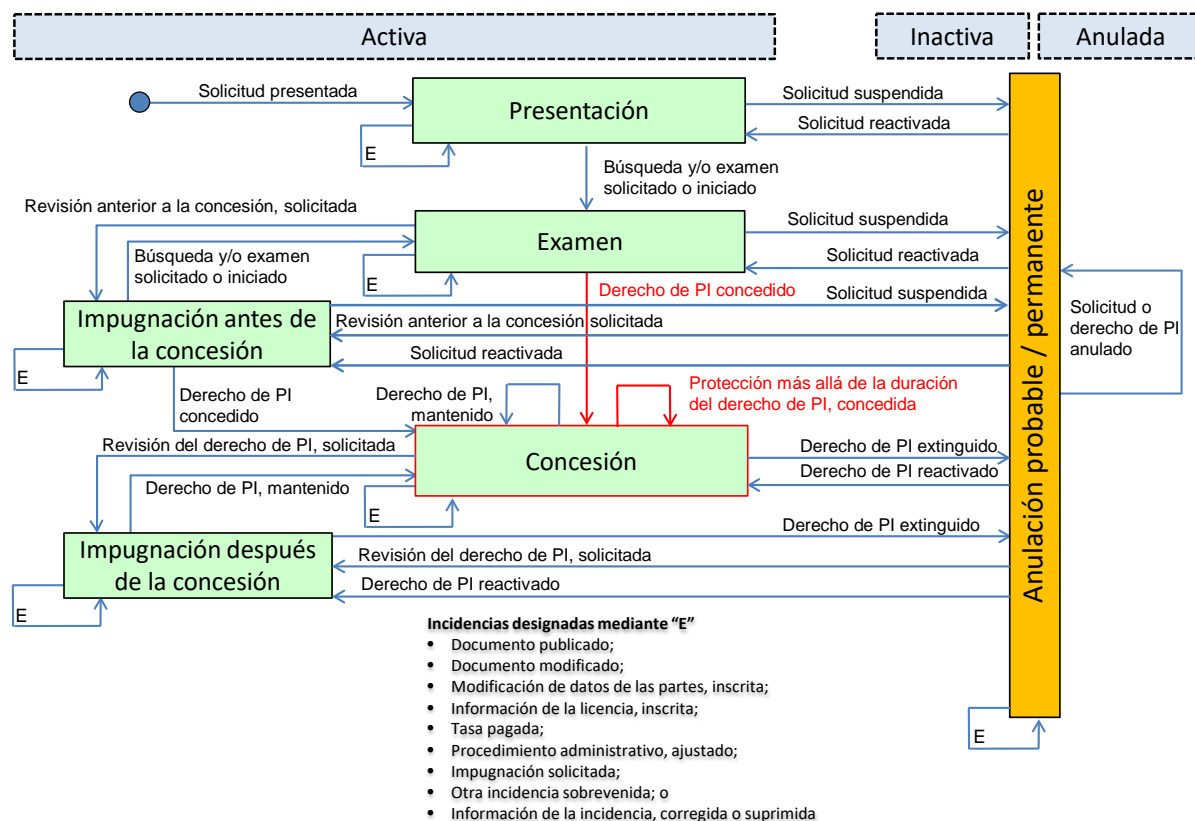 Activa
Inactiva
Anulada
Solicitud presentada
Presentación
Solicitud suspendida
Solicitud reactivada
E
Búsqueda y/o examen
solicitado o iniciado
Revisión anterior a la concesión, solicitada
Examen
Solicitud suspendida
Búsqueda y/o examen
solicitado o iniciado
Solicitud reactivada
E
Derecho de PI concedido
Solicitud suspendida
Impugnación antes de
la concesión
Revisión anterior a la concesión solicitada
Solicitud reactivada
E
Solicitud o
derecho de PI
anulado
Anulación probable / permanente
Derecho de PI
concedido
Derecho de PI,
mantenido
Protección más allá de la duración
del derecho de PI, concedida
Revisión del derecho de PI, solicitada
Concesión
Derecho de PI extinguido
Derecho de PI reactivado
Derecho de PI, mantenido
E
Derecho de PI extinguido
Impugnación después
de la concesión
Revisión del derecho de PI, solicitada
Derecho de PI reactivado
E
Incidencias designadas mediante “E”
• Documento publicado;
• Documento modificado;
• Modificación de datos de las partes, inscrita;
• Información de la licencia, inscrita;
• Tasa pagada;
• Procedimiento administrativo, ajustado;
• Impugnación solicitada;
• Otra incidencia sobrevenida; o
• Información de la incidencia, corregida o suprimida
E